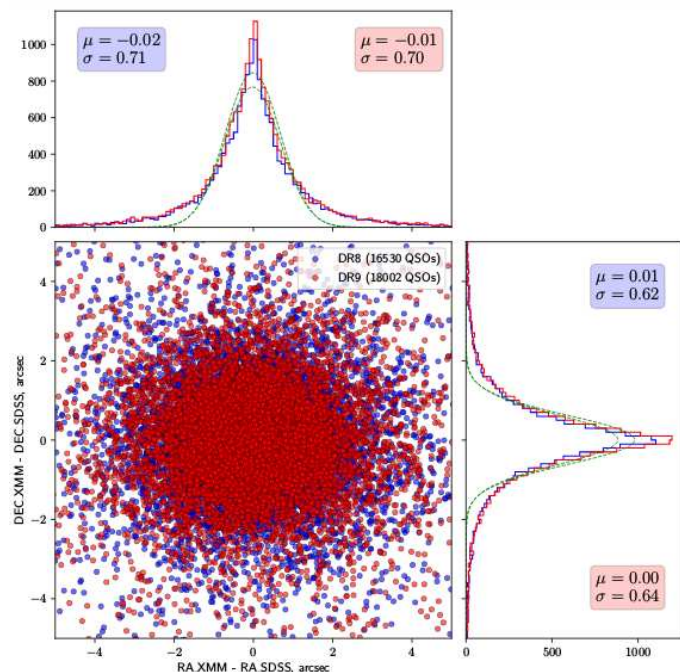 1000
800
600
400
200
0
μ = −0.02
σ = 0.71
μ = −0.01
σ = 0.70
DR8 (16530 QSOs)
DR9 (18002 QSOs)
4
2
0
−2
−4
DEC XMM - DEC SDSS, arcsec
−4 −2 0 2 4
RA XMM - RA SDSS, arcsec
μ = 0.01
σ = 0.62
μ = 0.00
σ = 0.64
0 500 1000